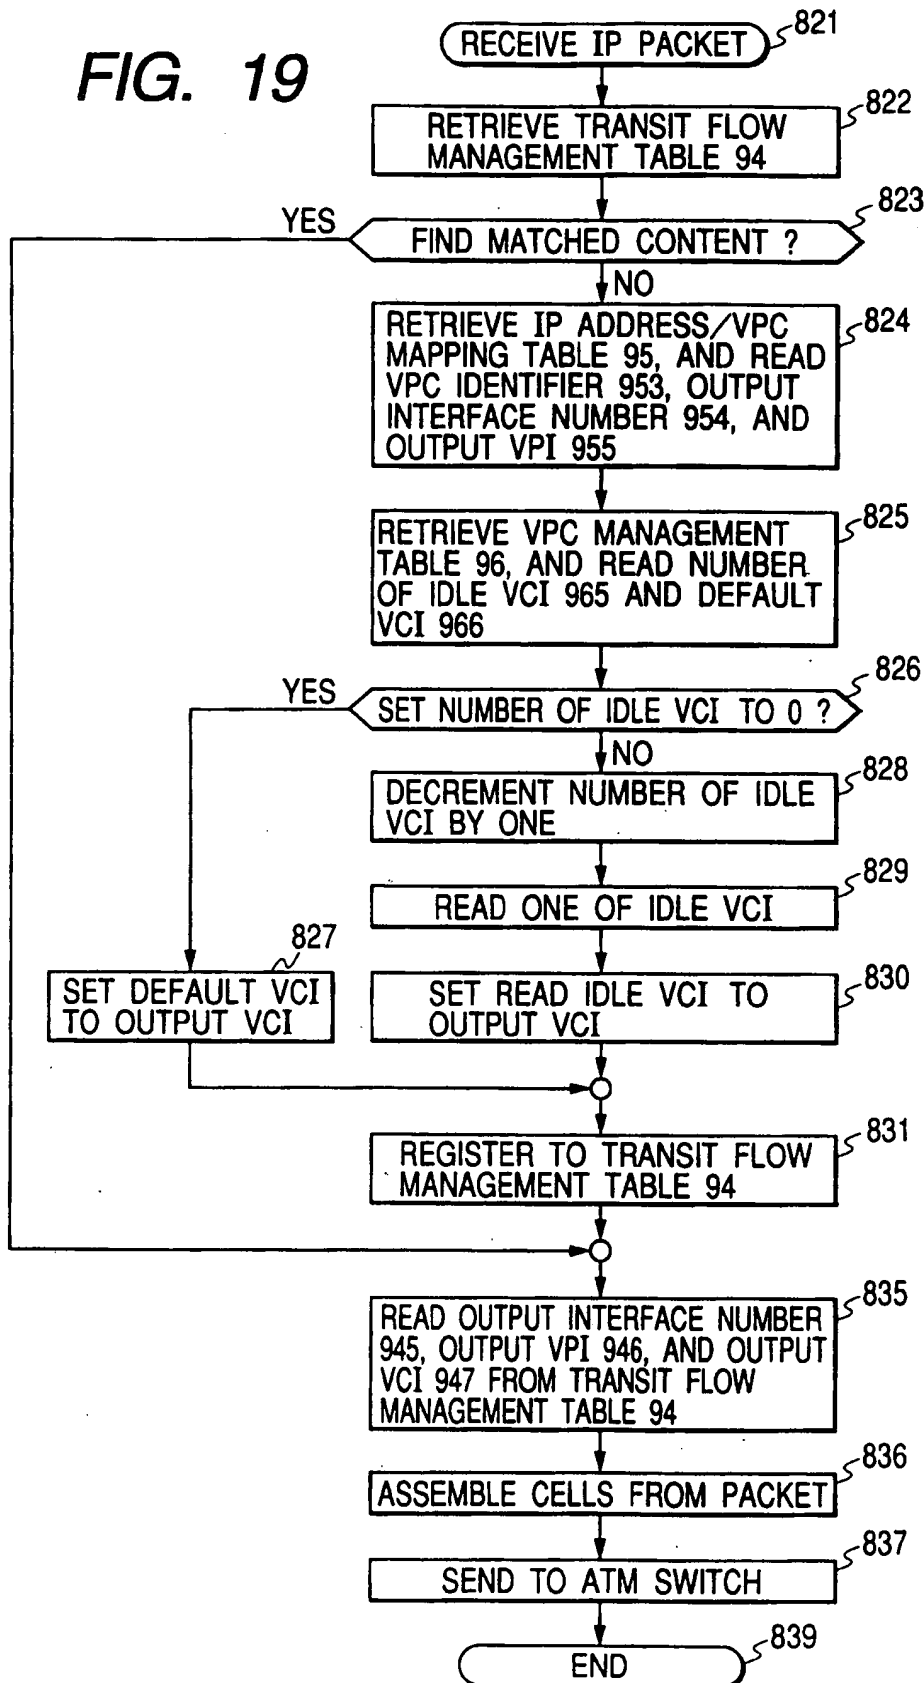 FIG. 19
RECEIVE IP PACKET
821
822
RETRIEVE TRANSIT FLOW
MANAGEMENT TABLE 94
823
YES
FIND MATCHED CONTENT ?
NO
824
RETRIEVE IP ADDRESS/VPC
MAPPING TABLE 95, AND READ
VPC IDENTIFIER 953, OUTPUT
INTERFACE NUMBER 954, AND
OUTPUT VPI 955
825
RETRIEVE VPC MANAGEMENT
TABLE 96, AND READ NUMBER
OF IDLE VCI 965 AND DEFAULT
VCI 966
826
YES
SET NUMBER OF IDLE VCI TO 0 ?
NO
828
DECREMENT NUMBER OF IDLE
VCI BY ONE
829
READ ONE OF IDLE VCI
827
SET DEFAULT VCI
TO OUTPUT VCI
830
SET READ IDLE VCI TO
OUTPUT VCI
831
REGISTER TO TRANSIT FLOW
MANAGEMENT TABLE 94
835
READ OUTPUT INTERFACE NUMBER
945, OUTPUT VPI 946, AND OUTPUT
VCI 947 FROM TRANSIT FLOW
MANAGEMENT TABLE 94
836
ASSEMBLE CELLS FROM PACKET
837
SEND TO ATM SWITCH
839
END